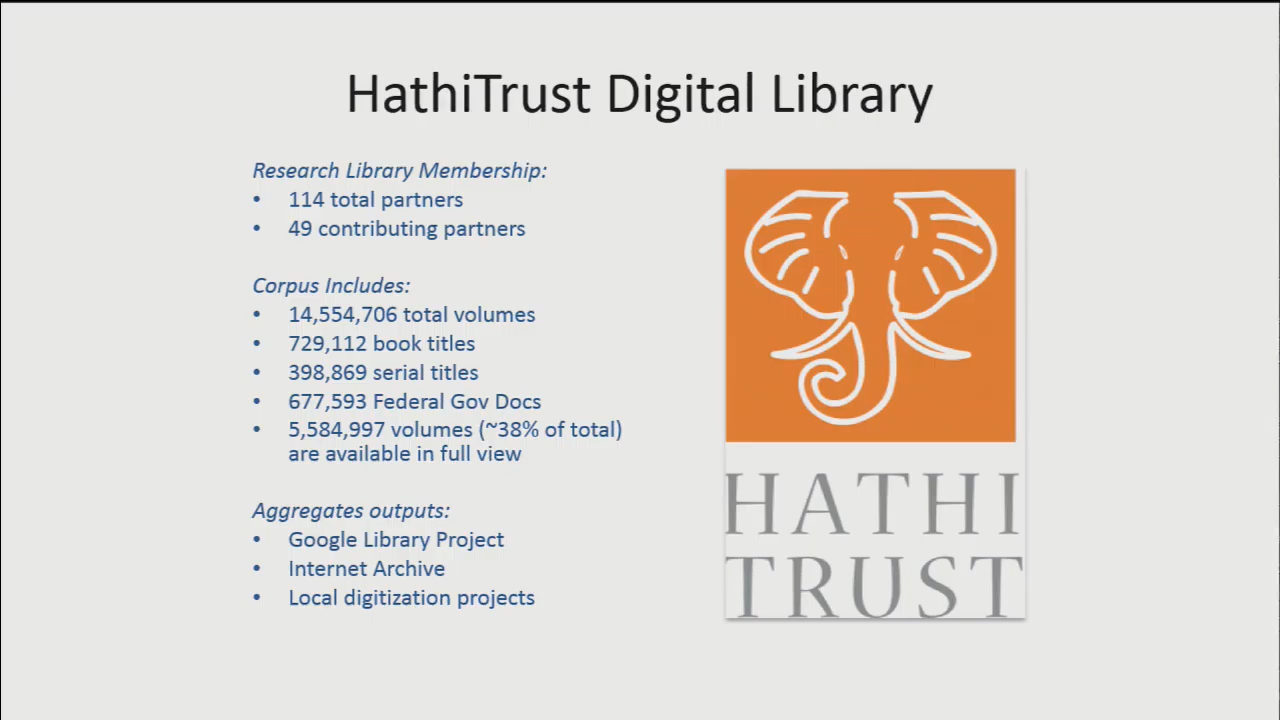 HathiTrust Digital Library
Research Library Membership:
• 114 total partners
• 49 contributing partners
Corpus Includes:
• 14,554,706 total volumes
• 729,112 book titles
• 398,869 serial titles
• 677,593 Federal Gov Docs
• 5,584,997 volumes (~38% of total)
are available in full view
Aggregates outputs:
• Google Library Project
• Internet Archive
• Local digitization projects
HATHI
TRUST